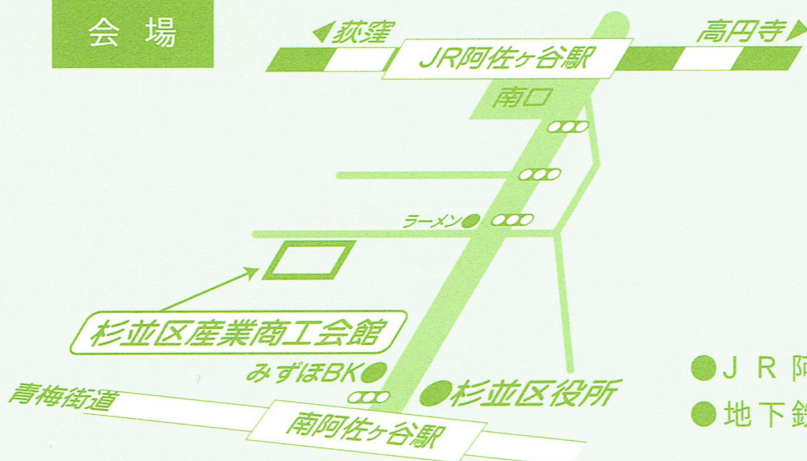 会場
荻窪
高円寺
JR阿佐ヶ谷駅
南口
ラーメン
杉並区産業商工会館
みずほBK
青梅街道
杉並区役所
南阿佐ヶ谷駅
●JR阿
●地下鉄